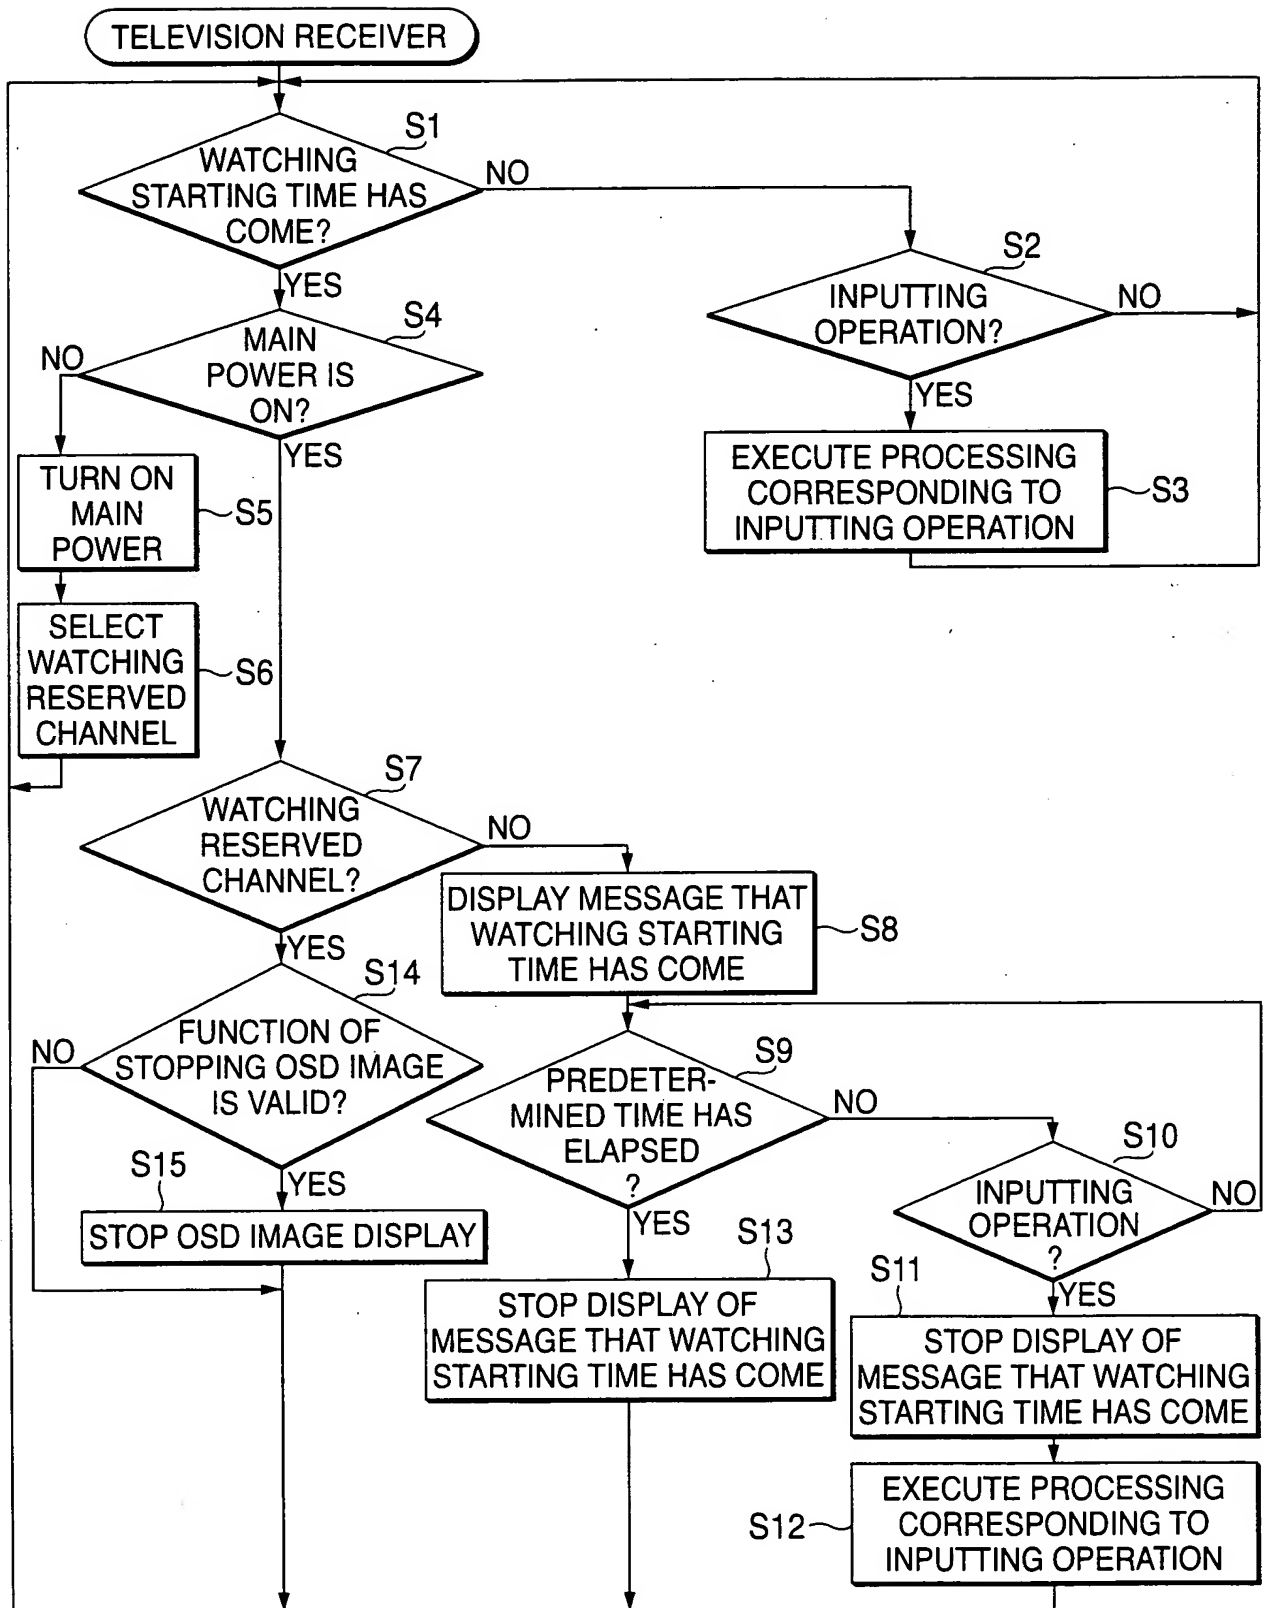 TELEVISION RECEIVER
S1
WATCHING
STARTING TIME HAS
COME?
NO
YES
S2
INPUTTING
OPERATION?
NO
YES
EXECUTE PROCESSING
CORRESPONDING TO
INPUTTING OPERATION
S3
S4
MAIN
POWER IS
ON?
NO
YES
TURN ON
MAIN
POWER
S5
SELECT
WATCHING
RESERVED
CHANNEL
S6
S7
WATCHING
RESERVED
CHANNEL?
NO
YES
DISPLAY MESSAGE THAT
WATCHING STARTING
TIME HAS COME
S8
S14
FUNCTION OF
STOPPING OSD IMAGE
IS VALID?
NO
YES
S15
STOP OSD IMAGE DISPLAY
S9
PREDETER-
MINED TIME HAS
ELAPSED
?
NO
YES
S10
INPUTTING
OPERATION
?
NO
YES
S13
STOP DISPLAY OF
MESSAGE THAT WATCHING
STARTING TIME HAS COME
S11
STOP DISPLAY OF
MESSAGE THAT WATCHING
STARTING TIME HAS COME
S12
EXECUTE PROCESSING
CORRESPONDING TO
INPUTTING OPERATION